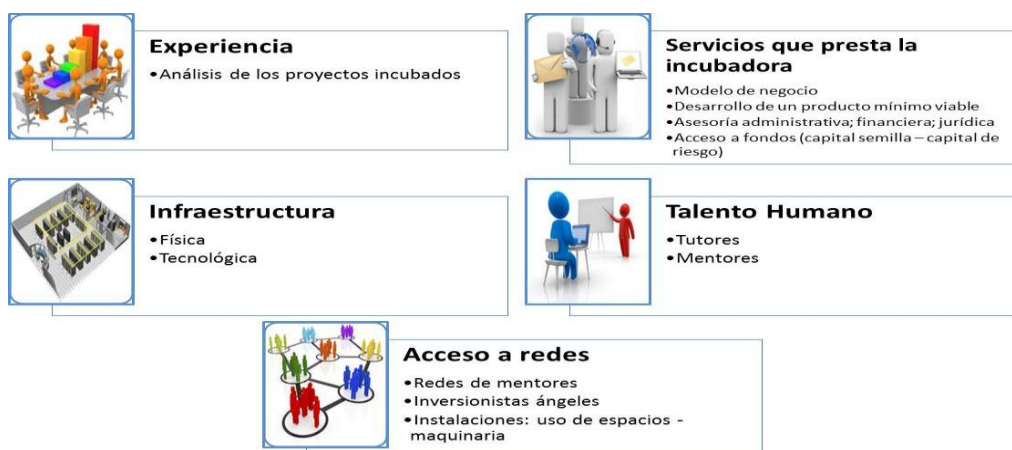 Experiencia
•Análisis de los proyectos incubados
Servicios que presta la
incubadora
•Modelo de negocio
•Desarrollo de un producto mínimo viable
•Asesoría administrativa; financiera; jurídica
•Acceso a fondos (capital semilla – capital de
riesgo)
Infraestructura
•Física
•Tecnológica
Talento Humano
•Tutores
•Mentores
Acceso a redes
•Redes de mentores
•Inversionistas ángeles
•Instalaciones: uso de espacios -
maquinaria